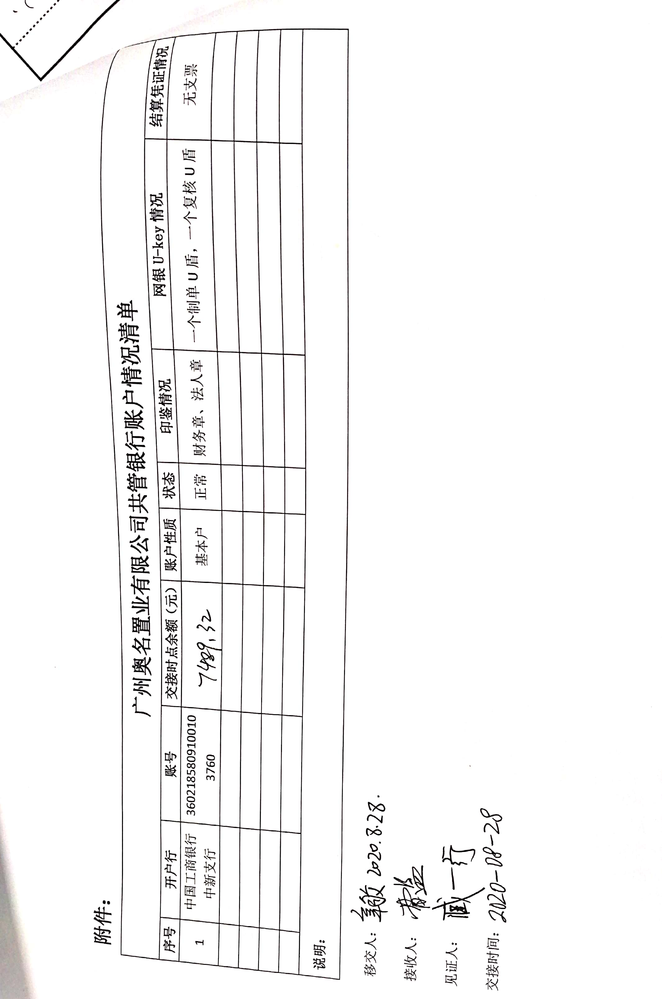 附件：
广州奥名置业有限公司共管银行账户情况清单
序号 开户行 账号 交接时点余额（元） 账户性质 状态 印鉴情况 网银 U-key 情况 结算凭证情况
1 中国工商银行 360218580910010 7489.32 基本户 正常 财务章、法人章 一个制单 U 盾，一个复核 U 盾 无支票
中新支行 3760
说明：
移交人： 2020.8.28.
接收人：
见证人：臧一行
交接时间：2020-08-28